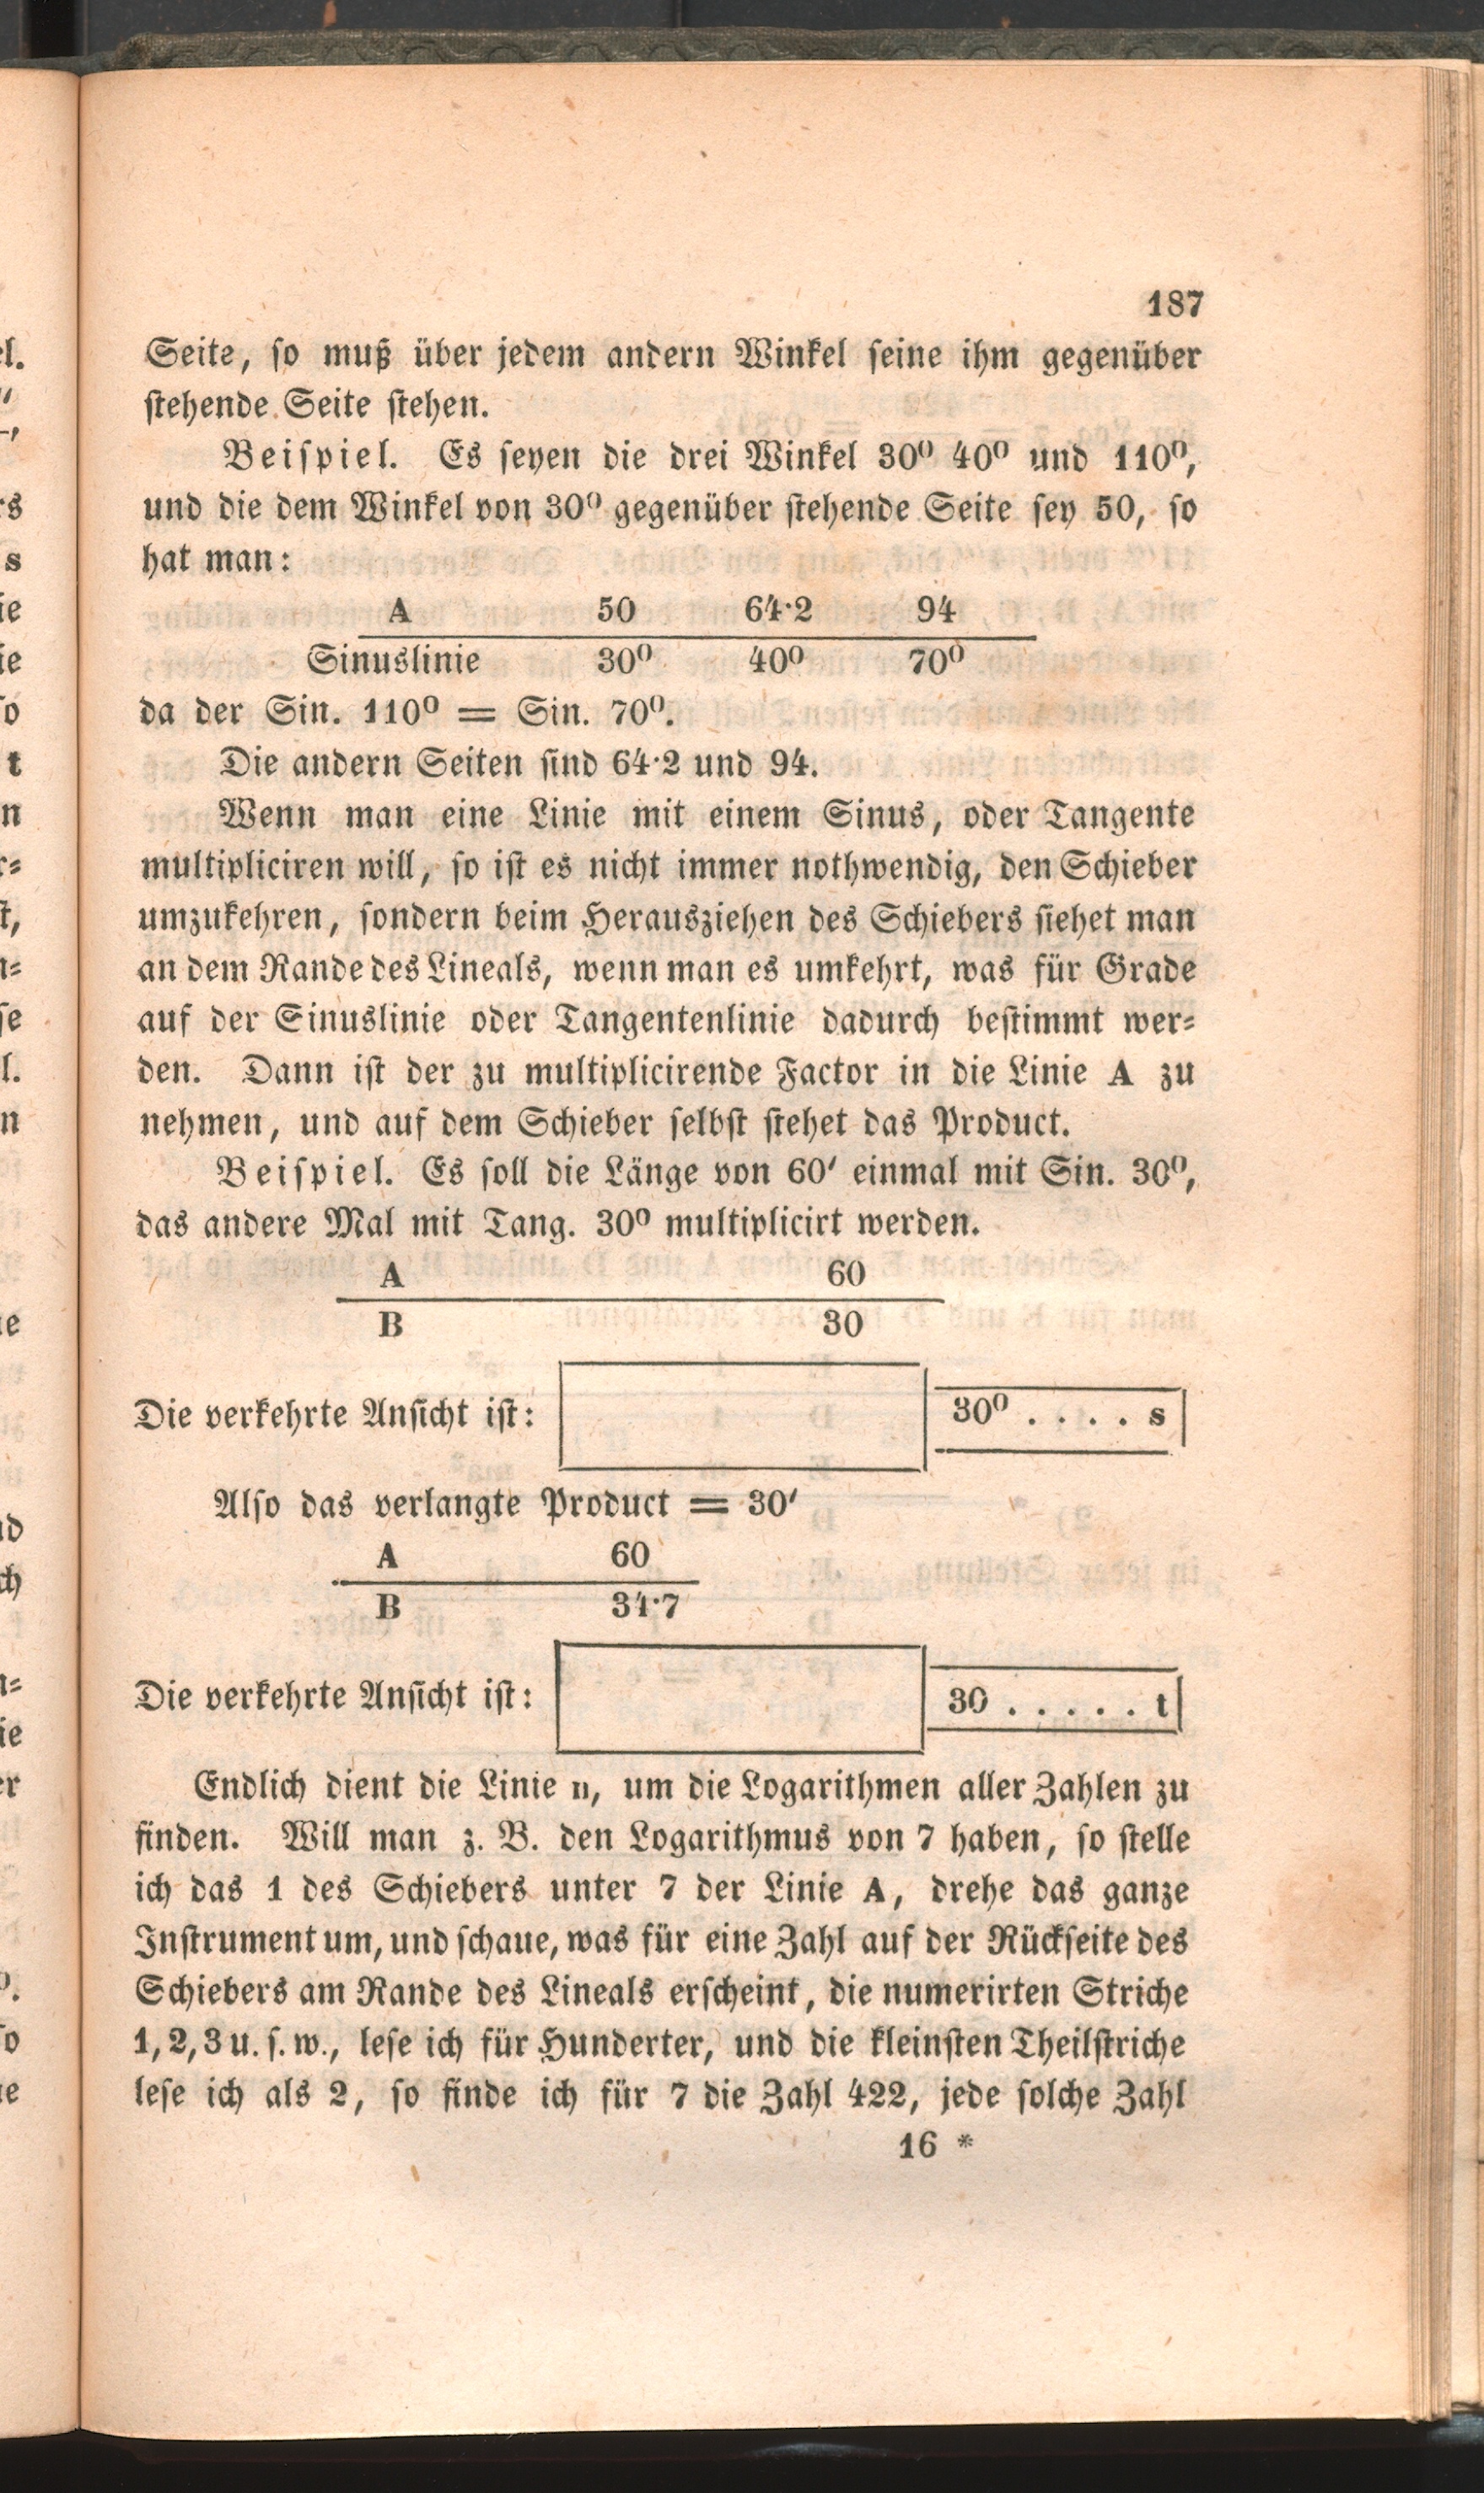 187
Seite, so muß über jedem andern Winkel seine ihm gegenüber
stehende Seite stehen.
Beispiel. Es seyen die drei Winkel 30⁰ 40⁰ und 110⁰,
und die dem Winkel von 30⁰ gegenüber stehende Seite sey 50, so
hat man:
A 50 64·2 94
Sinuslinie 30⁰ 40⁰ 70⁰
da der Sin. 110⁰ = Sin. 70⁰.
Die andern Seiten sind 64·2 und 94.
Wenn man eine Linie mit einem Sinus, oder Tangente
multipliciren will, so ist es nicht immer nothwendig, den Schieber
umzukehren, sondern beim Herausziehen des Schiebers siehet man
an dem Rande des Lineals, wenn man es umkehrt, was für Grade
auf der Sinuslinie oder Tangentenlinie dadurch bestimmt wer-
den. Dann ist der zu multiplicirende Factor in die Linie A zu
nehmen, und auf dem Schieber selbst stehet das Product.
Beispiel. Es soll die Länge von 60′ einmal mit Sin. 30⁰,
das andere Mal mit Tang. 30⁰ multiplicirt werden.
A 60
B 30
Die verkehrte Ansicht ist: 30⁰ . . . . s
Also das verlangte Product = 30′
A 60
B 34·7
Die verkehrte Ansicht ist: 30 . . . . . t
Endlich dient die Linie n, um die Logarithmen aller Zahlen zu
finden. Will man z. B. den Logarithmus von 7 haben, so stelle
ich das 1 des Schiebers unter 7 der Linie A, drehe das ganze
Instrument um, und schaue, was für eine Zahl auf der Rückseite des
Schiebers am Rande des Lineals erscheint, die numerirten Striche
1, 2, 3 u. s. w., lese ich für Hunderter, und die kleinsten Theilstriche
lese ich als 2, so finde ich für 7 die Zahl 422, jede solche Zahl
16 *